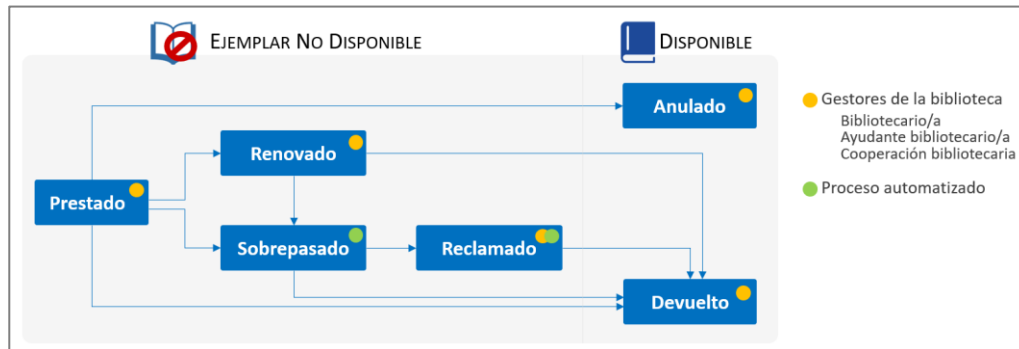 EJEMPLAR NO DISPONIBLE
DISPONIBLE
Anulado
Gestores de la biblioteca
Bibliotecario/a
Ayudante bibliotecario/a
Cooperación bibliotecaria
Renovado
Proceso automatizado
Prestado
Sobrepasado
Reclamado
Devuelto